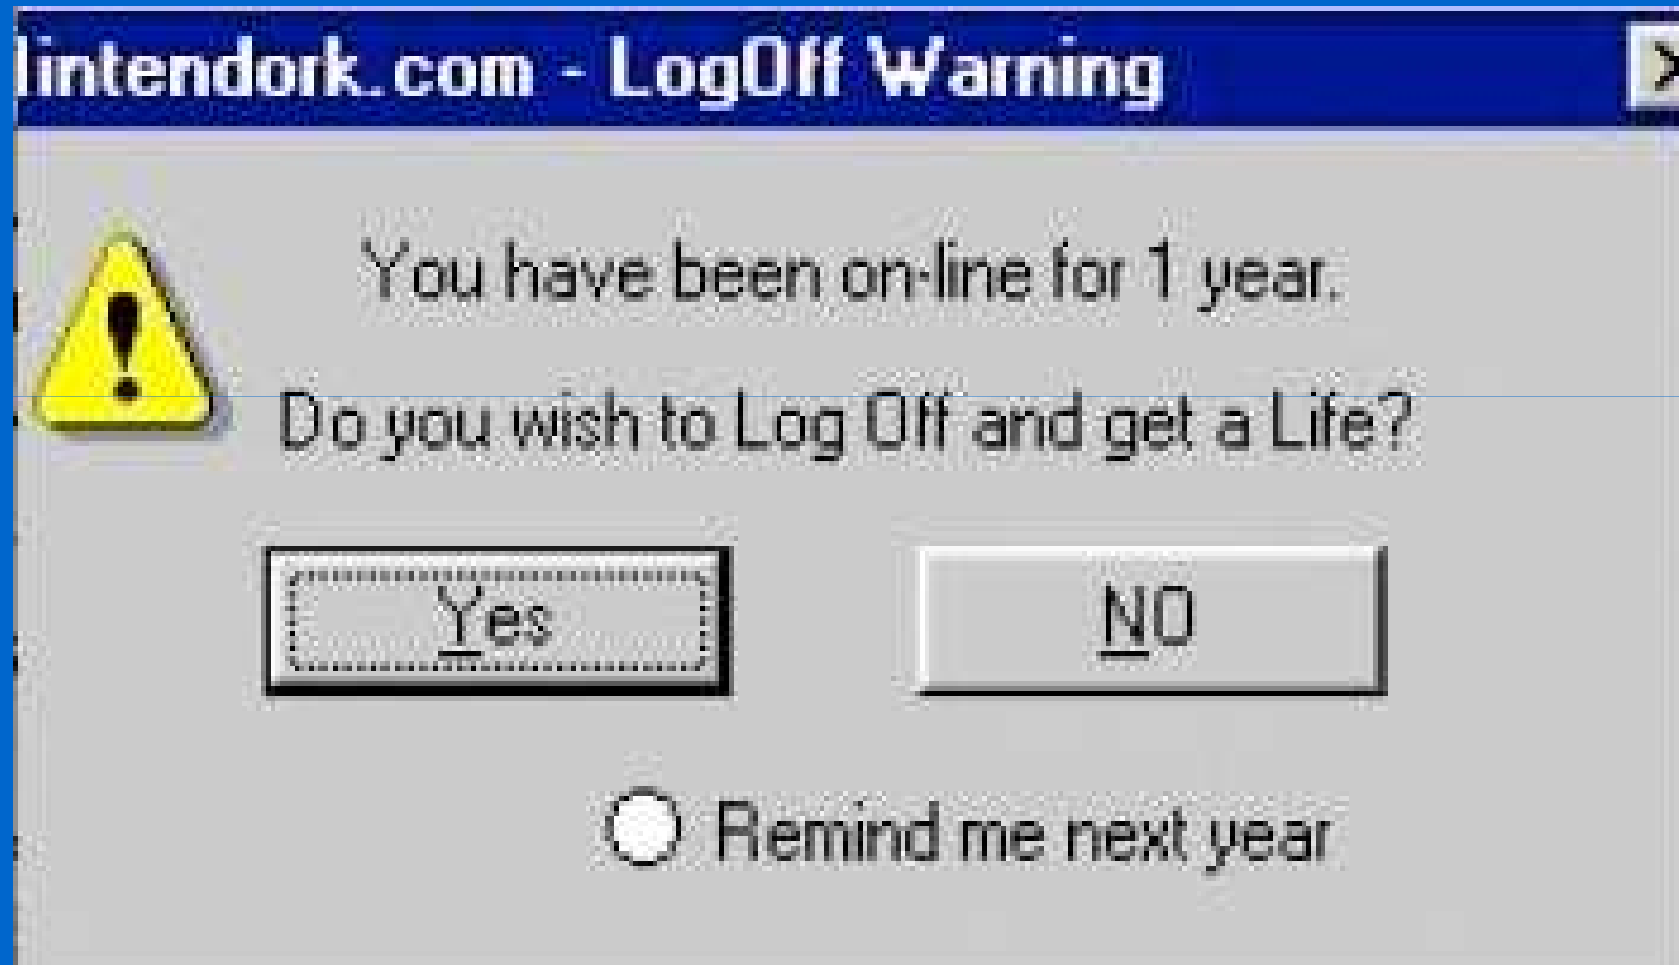 lintendork.com - LogOff Warning
You have been on-line for 1 year.
Do you wish to Log Off and get a Life?
Yes
NO
Remind me next year